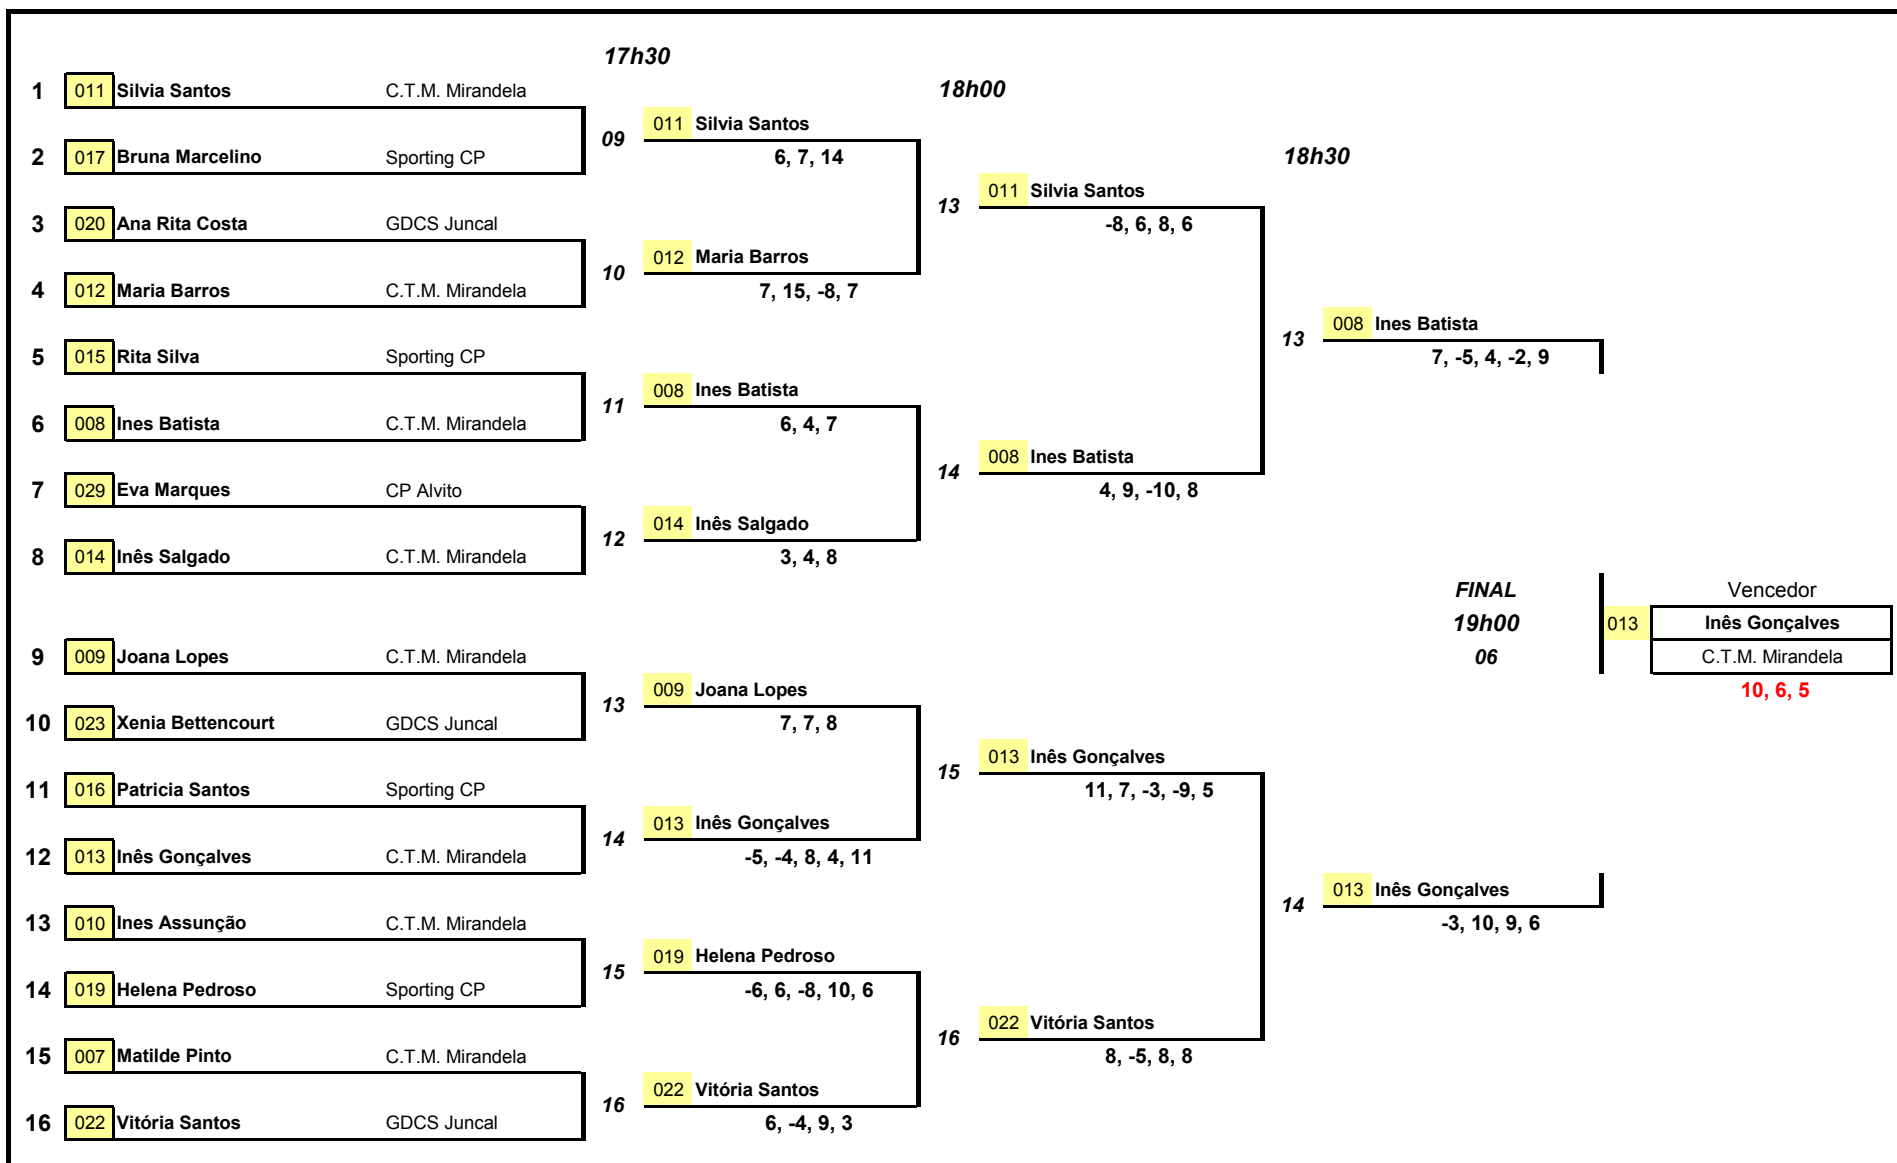 17h30
1 011 Silvia Santos C.T.M. Mirandela 18h00
011 Silvia Santos
09
6, 7, 14
2 017 Bruna Marcelino Sporting CP 18h30
011 Silvia Santos
13
-8, 6, 8, 6
3 020 Ana Rita Costa GDCS Juncal
012 Maria Barros
10
7, 15, -8, 7
4 012 Maria Barros C.T.M. Mirandela
008 Ines Batista
13
7, -5, 4, -2, 9
5 015 Rita Silva Sporting CP
008 Ines Batista
11
6, 4, 7
6 008 Ines Batista C.T.M. Mirandela
008 Ines Batista
14
4, 9, -10, 8
7 029 Eva Marques CP Alvito
014 Inês Salgado
12
3, 4, 8
8 014 Inês Salgado C.T.M. Mirandela
FINAL Vencedor
19h00 013 Inês Gonçalves
06 C.T.M. Mirandela
10, 6, 5
9 009 Joana Lopes C.T.M. Mirandela
009 Joana Lopes
13
7, 7, 8
10 023 Xenia Bettencourt GDCS Juncal
013 Inês Gonçalves
15
11, 7, -3, -9, 5
11 016 Patricia Santos Sporting CP
013 Inês Gonçalves
14
-5, -4, 8, 4, 11
12 013 Inês Gonçalves C.T.M. Mirandela
013 Inês Gonçalves
14
-3, 10, 9, 6
13 010 Ines Assunção C.T.M. Mirandela
019 Helena Pedroso
15
-6, 6, -8, 10, 6
14 019 Helena Pedroso Sporting CP
022 Vitória Santos
16
8, -5, 8, 8
15 007 Matilde Pinto C.T.M. Mirandela
022 Vitória Santos
16
6, -4, 9, 3
16 022 Vitória Santos GDCS Juncal